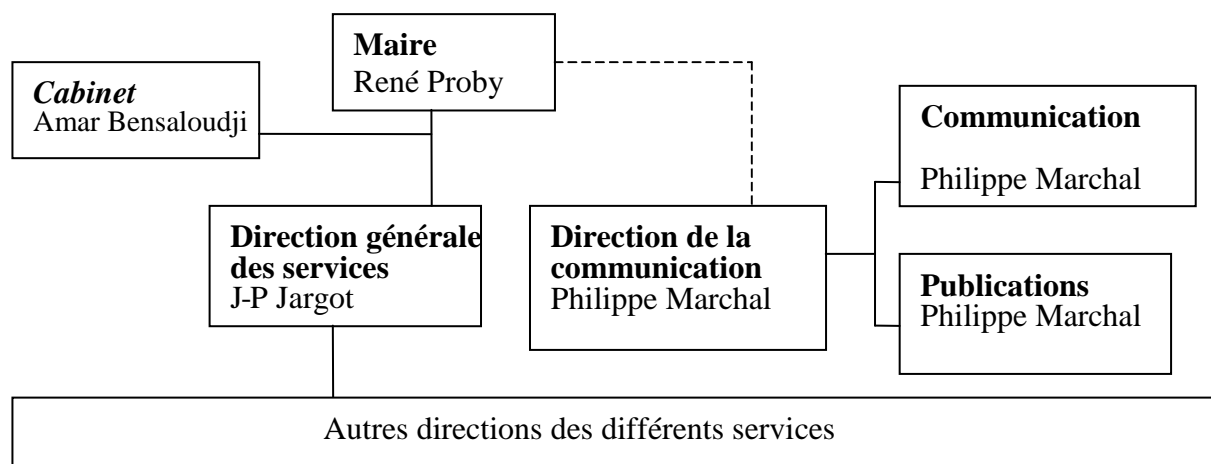 Maire
René Proby
Cabinet
Amar Bensaloudji
Communication
Philippe Marchal
Direction générale
des services
J-P Jargot
Direction de la
communication
Philippe Marchal
Publications
Philippe Marchal
Autres directions des différents services